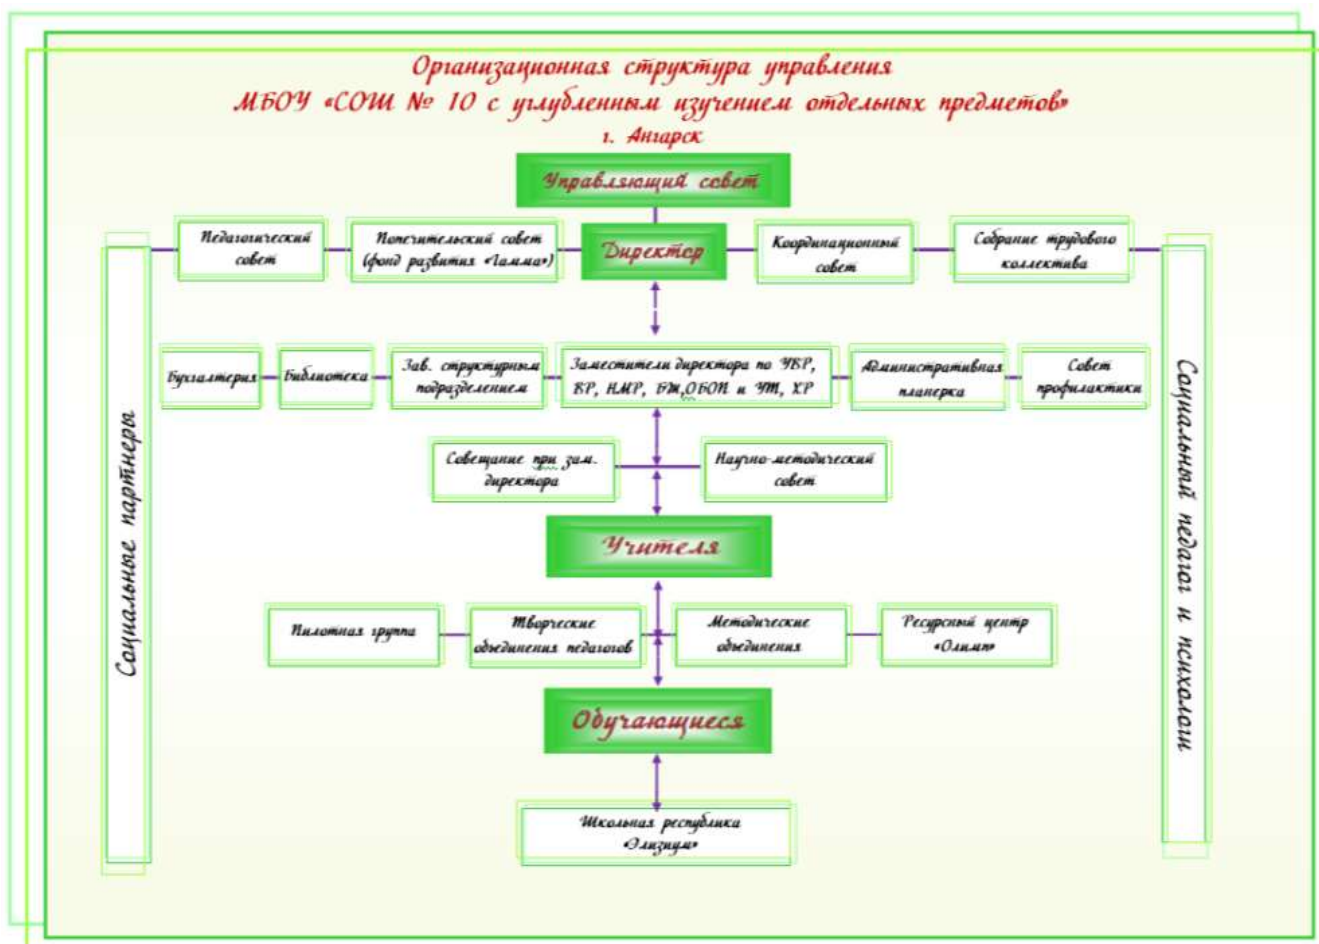 Организационная структура управления
МБОУ «СОШ № 10 с углубленным изучением отдельных предметов»
г. Ангарск
Управляющий совет
Педагогический
совет
Попечительский совет
(фонд развития «Гамма»)
Директор
Координационный
совет
Собрание трудового
коллектива
Бухгалтерия
Библиотека
Зав. структурным
подразделением
Заместители директора по УВР,
ВР, НМР, БЖ,ОБОП и УТ, ХР
Административная
планерка
Совет
профилактики
Совещание при зам.
директора
Научно-методический
совет
Учителя
Пилотная группа
Творческие
объединения педагогов
Методические
объединения
Ресурсный центр
«Олимп»
Обучающиеся
Школьная республика
«Элизиум»
Социальные партнеры
Социальный педагог и психологи